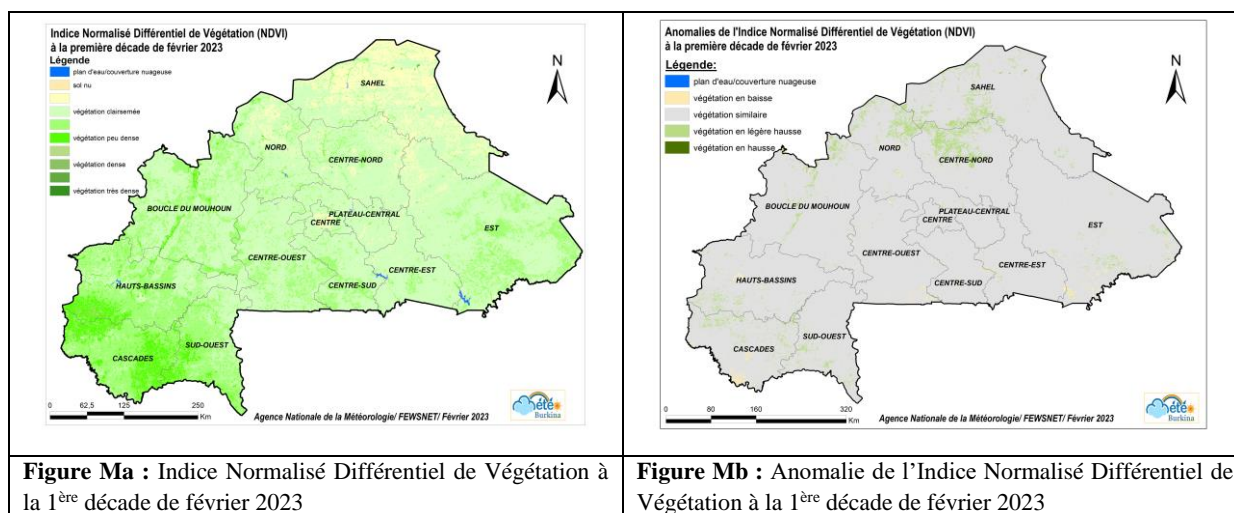 Indice Normalisé Différentiel de Végétation (NDVI)
à la première décade de février 2023
Légende
plan d'eau/couverture nuageuse
sol nu
végétation clairsemée
végétation peu dense
végétation dense
végétation très dense
N
SAHEL
NORD
CENTRE-NORD
BOUCLE DU MOUHOUN
PLATEAU-CENTRAL
CENTRE
EST
CENTRE-OUEST
CENTRE-EST
HAUTS-BASSINS
CENTRE-SUD
SUD-OUEST
CASCADES
0 62.5 125 250
Km
Agence Nationale de la Météorologie/ FEWSNET/ Février 2023
été
Burkina
Figure Ma : Indice Normalisé Différentiel de Végétation à
la 1ère décade de février 2023
Anomalies de l'Indice Normalisé Différentiel de Végétation (NDVI)
à la première décade de février 2023
Légende:
plan d'eau/couverture nuageuse
végétation en baisse
végétation similaire
végétation en légère hausse
végétation en hausse
N
SAHEL
NORD
CENTRE-NORD
BOUCLE DU MOUHOUN
PLATEAU-CENTRAL
CENTRE
EST
CENTRE-OUEST
CENTRE-EST
HAUTS-BASSINS
CENTRE-SUD
SUD-OUEST
CASCADES
0 80 160 320
Km
Agence Nationale de la Météorologie/ FEWSNET/ Février 2023
été
Burkina
Figure Mb : Anomalie de l'Indice Normalisé Différentiel de
Végétation à la 1ère décade de février 2023